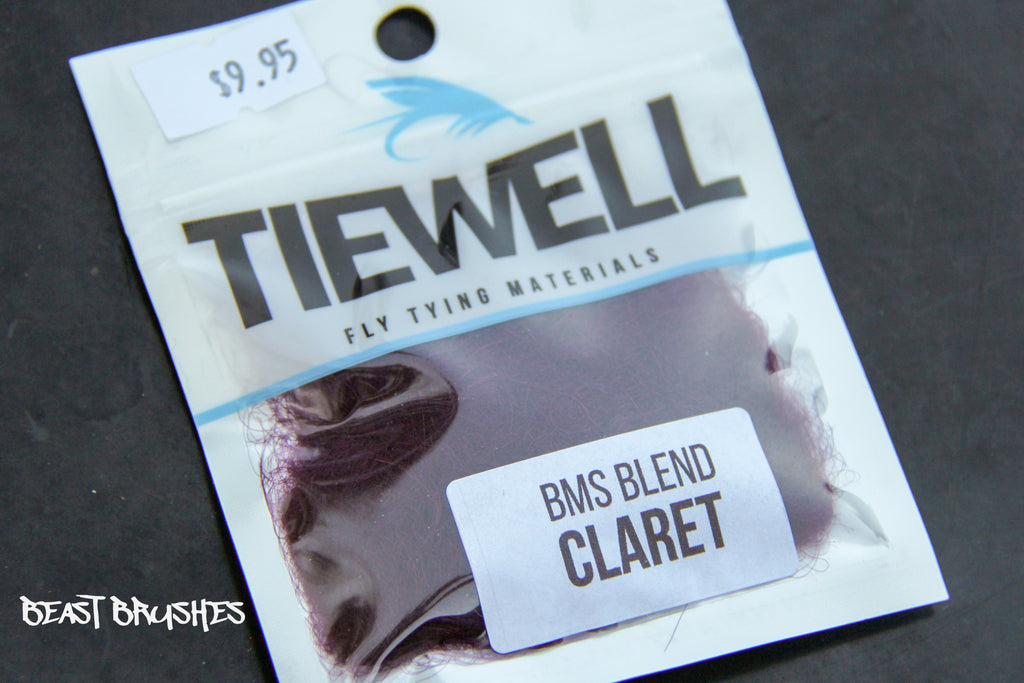 $9.95
TIEWELL
FLY TYING MATERIALS
BMS BLEND
CLARET
BEAST BRUSHES